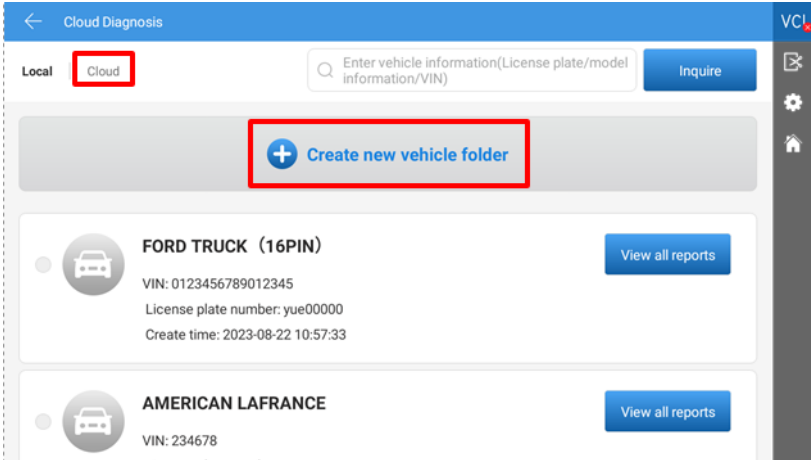 Cloud Diagnosis
VCI
Local
Cloud
Enter vehicle information(License plate/model
information/VIN)
Inquire
Create new vehicle folder
FORD TRUCK（16PIN）
View all reports
VIN: 0123456789012345
License plate number: yue00000
Create time: 2023-08-22 10:57:33
AMERICAN LAFRANCE
View all reports
VIN: 234678